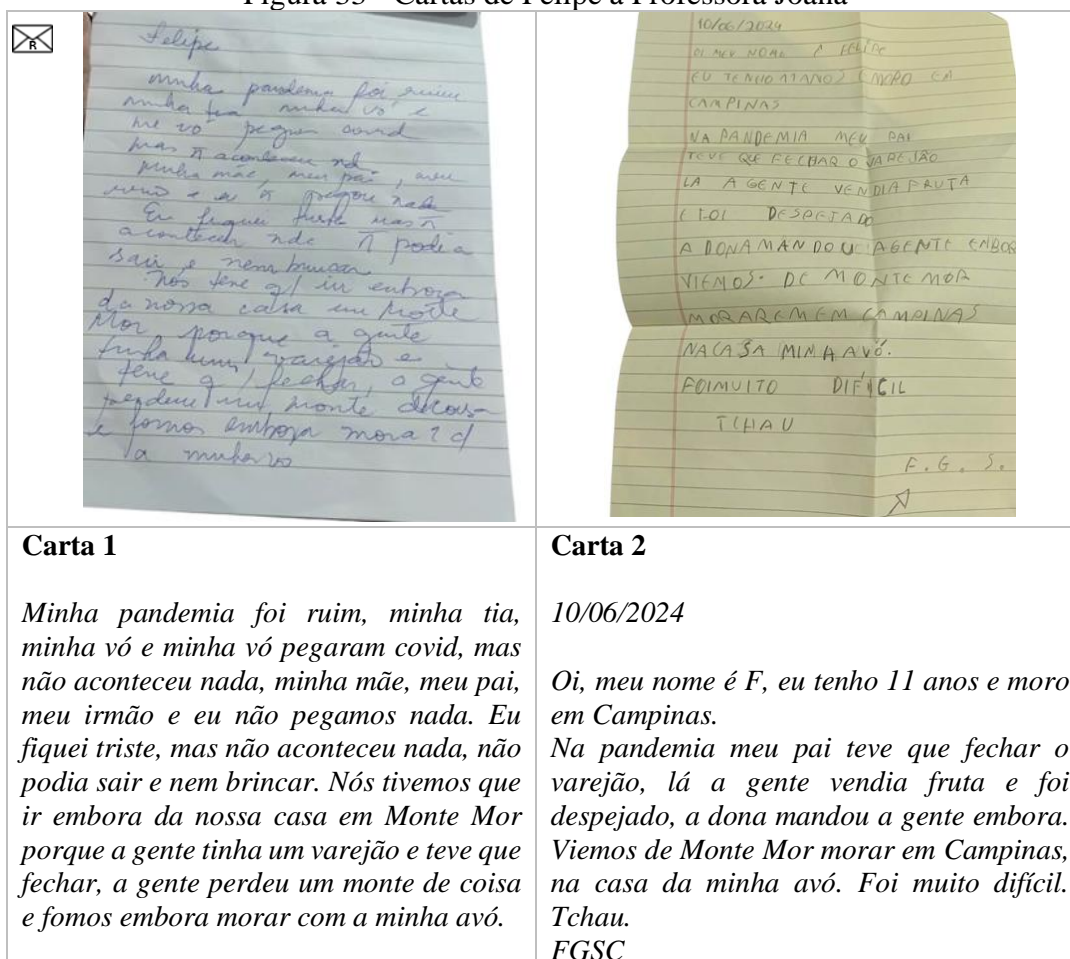 Cartas de Felipe à Professora Joana
R
Felipe
minha pandemia foi ruim
minha tia minha vó e
me vó pegou covid
mas ñ aconteceu nd
minha mãe, meu pai, meu
e eu ñ pegou nada
Eu fiquei mas ñ
aconteceu nde ñ podia
sair e nem brincar
nós teve q/ ir embora
da nossa casa em
Mor porque a gente
tinha um varejão e
teve q/ fechar, a gente
perdeu um monte
e fomos embora mora c/
a
10/06/2024
OI MEU NOME É FELIPE
EU TENHO 11 ANOS E MORO EM
CAMPINAS
NA PANDEMIA MEU PAI
TEVE QUE FECHAR O VAREJÃO
LA A GENTE VENDIA FRUTA
E FOI DESPEJADO
A DONA MANDOU AGENTE EMBOR
VIEMOS. DE MONTE MOR
MORAREM EM CAMPINAS
NA CASA MINHA AVÓ.
FOI MUITO DIFÍCIL
TCHAU
F. G. S.
Carta 1
Minha pandemia foi ruim, minha tia,
minha vó e minha vó pegaram covid, mas
não aconteceu nada, minha mãe, meu pai,
meu irmão e eu não pegamos nada. Eu
fiquei triste, mas não aconteceu nada, não
podia sair e nem brincar. Nós tivemos que
ir embora da nossa casa em Monte Mor
porque a gente tinha um varejão e teve que
fechar, a gente perdeu um monte de coisa
e fomos embora morar com a minha avó.
Carta 2
10/06/2024
Oi, meu nome é F, eu tenho 11 anos e moro
em Campinas.
Na pandemia meu pai teve que fechar o
varejão, lá a gente vendia fruta e foi
despejado, a dona mandou a gente embora.
Viemos de Monte Mor morar em Campinas,
na casa da minha avó. Foi muito difícil.
Tchau.
FGSC